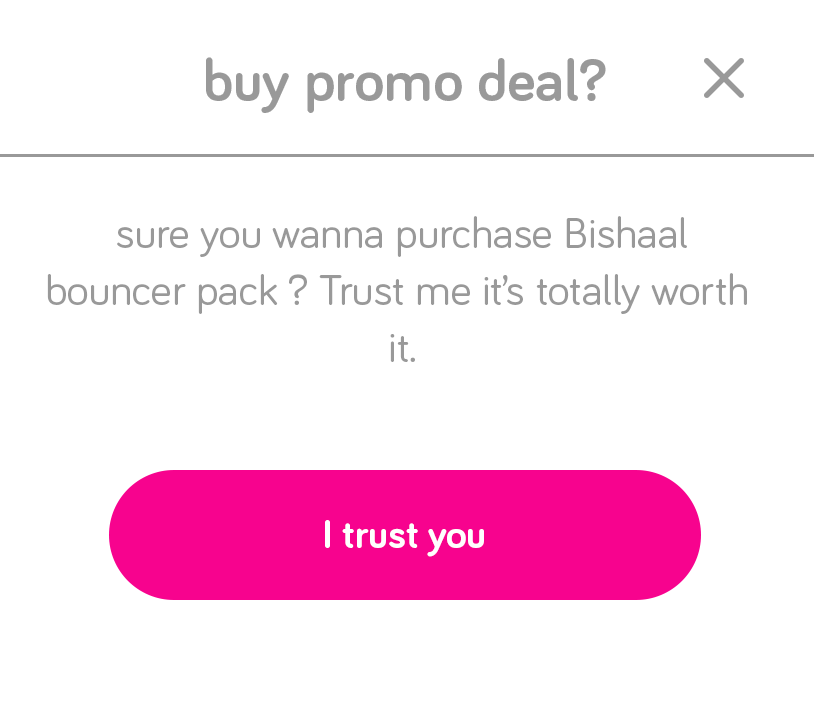 buy promo deal?
sure you wanna purchase Bishaal
bouncer pack ? Trust me it’s totally worth
it.
I trust you